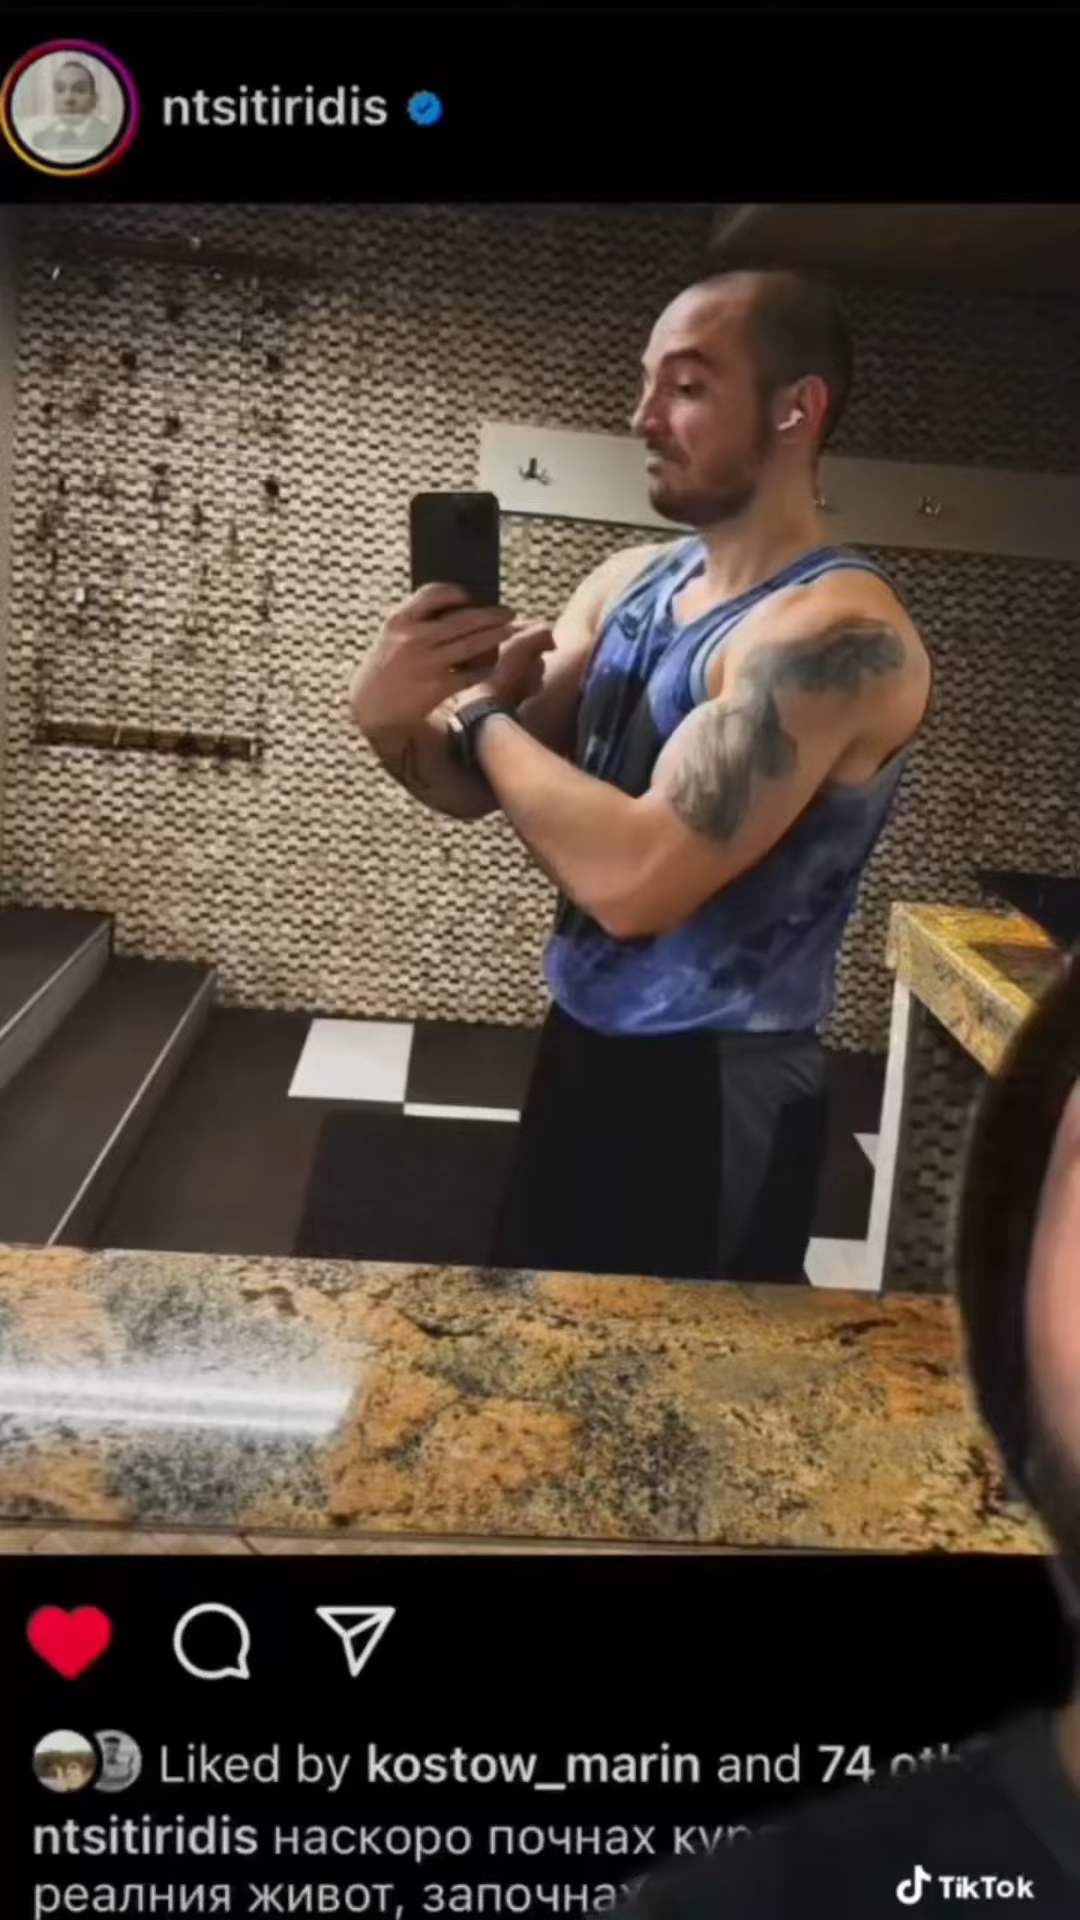 ntsitiridis
Liked by kostow_marin and 74
ntsitiridis наскоро почнах
реалния живот,
TikTok